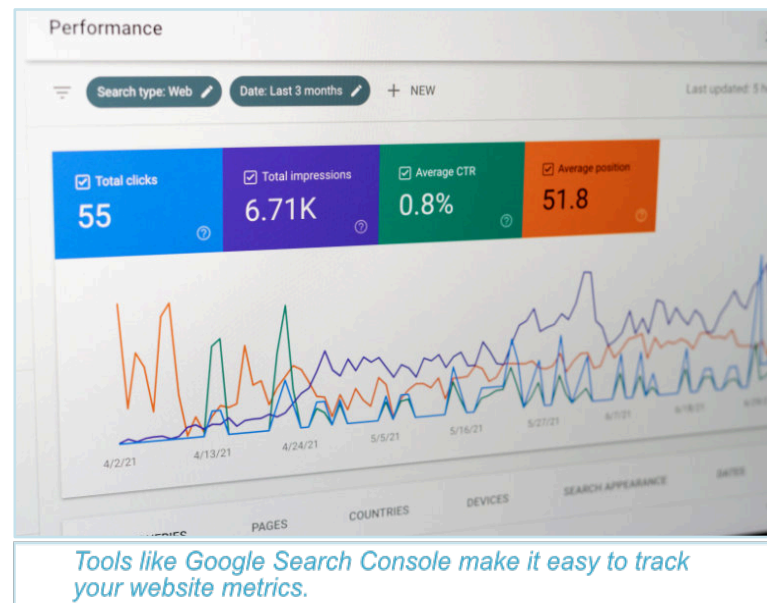 Performance
Search type: Web
Date: Last 3 months
+ NEW
Last updated: 5 h
Total clicks
Total impressions
Average CTR
Average position
55
6.71K
0.8%
51.8
4/2/21
4/13/21
4/24/21
5/5/21
5/16/21
5/27/21
6/7/21
6/18/21
PAGES
COUNTRIES
DEVICES
SEARCH APPEARANCE
DATES
Tools like Google Search Console make it easy to track
your website metrics.